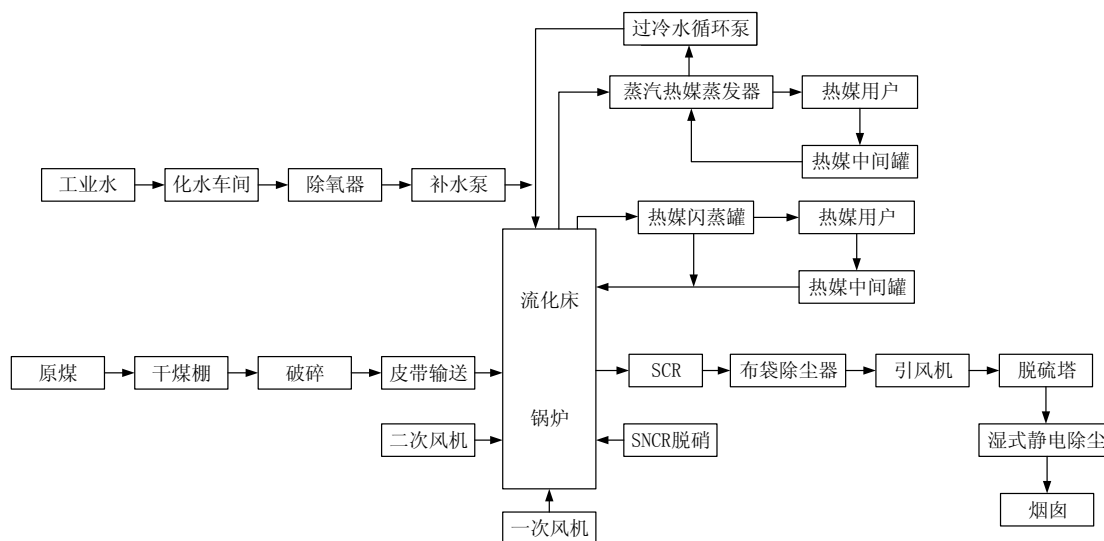 过冷水循环泵
蒸汽热媒蒸发器
热媒用户
热媒中间罐
工业水
化水车间
除氧器
补水泵
热媒闪蒸罐
热媒用户
热媒中间罐
流化床
锅炉
原煤
干煤棚
破碎
皮带输送
SCR
布袋除尘器
引风机
脱硫塔
二次风机
SNCR脱硝
湿式静电除尘
一次风机
烟囱